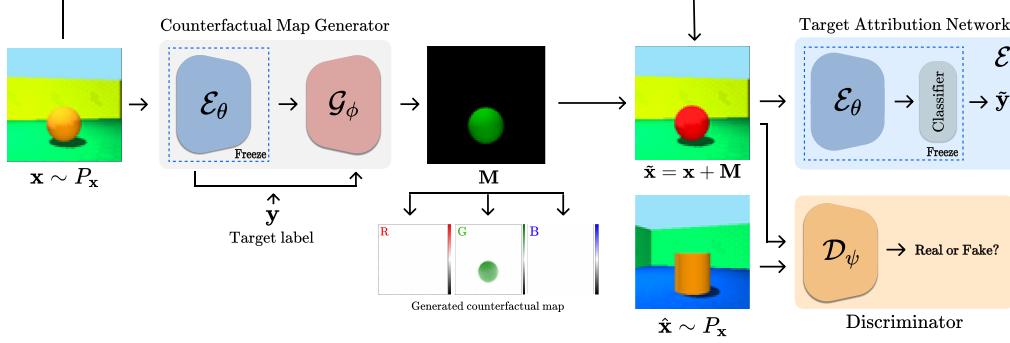 Counterfactual Map Generator
Target Attribution Network
ℰθ
𝒢ϕ
Freeze
x ∼ Pₓ
y
Target label
M
R
G
B
Generated counterfactual map
x̃ = x + M
x̂ ∼ Pₓ
ℰθ
Classifier
Freeze
ℰ
ỹ
𝒟ψ
Real or Fake?
Discriminator